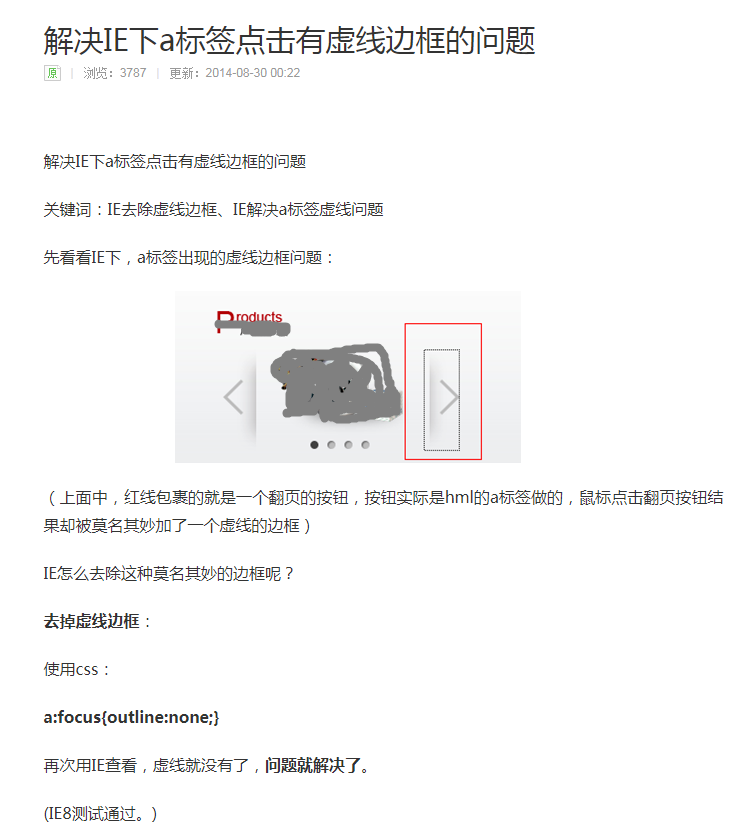 解决IE下a标签点击有虚线边框的问题
原 | 浏览：3787 | 更新：2014-08-30 00:22
解决IE下a标签点击有虚线边框的问题
关键词：IE去除虚线边框、IE解决a标签虚线问题
先看看IE下，a标签出现的虚线边框问题：
Products
（上面中，红线包裹的就是一个翻页的按钮，按钮实际是hml的a标签做的，鼠标点击翻页按钮结
果却被莫名其妙加了一个虚线的边框）
IE怎么去除这种莫名其妙的边框呢？
去掉虚线边框：
使用css：
a:focus{outline:none;}
再次用IE查看，虚线就没有了，问题就解决了。
(IE8测试通过。)